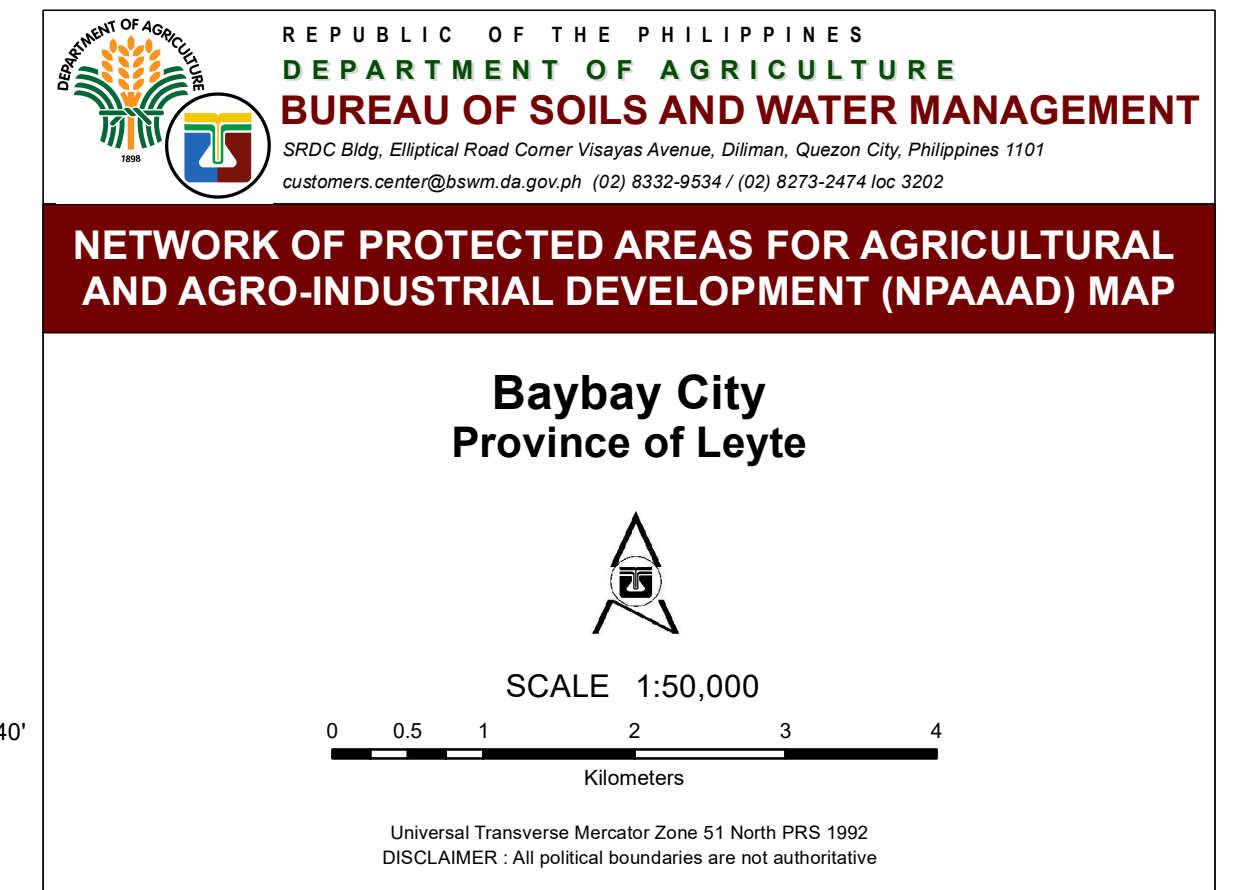 DEPARTMENT OF AGRICULTURE
1898
REPUBLIC OF THE PHILIPPINES
DEPARTMENT OF AGRICULTURE
BUREAU OF SOILS AND WATER MANAGEMENT
SRDC Bldg, Elliptical Road Corner Visayas Avenue, Diliman, Quezon City, Philippines 1101
customers.center@bswm.da.gov.ph (02) 8332-9534 / (02) 8273-2474 loc 3202
NETWORK OF PROTECTED AREAS FOR AGRICULTURAL
AND AGRO-INDUSTRIAL DEVELOPMENT (NPAAAD) MAP
Baybay City
Province of Leyte
SCALE 1:50,000
40'
0 0.5 1 2 3 4
Kilometers
Universal Transverse Mercator Zone 51 North PRS 1992
DISCLAIMER : All political boundaries are not authoritative